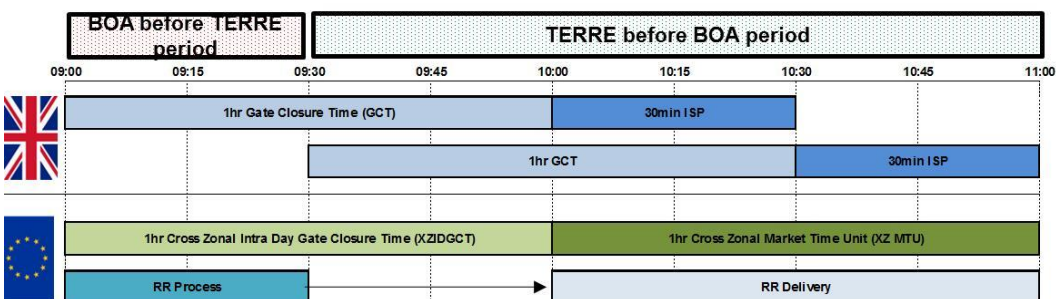 BOA before TERRE
period
TERRE before BOA period
09:00 09:15 09:30 09:45 10:00 10:15 10:30 10:45 11:00
1hr Gate Closure Time (GCT) 30min ISP
1hr GCT 30min ISP
1hr Cross Zonal Intra Day Gate Closure Time (XZIDGCT) 1hr Cross Zonal Market Time Unit (XZ MTU)
RR Process RR Delivery